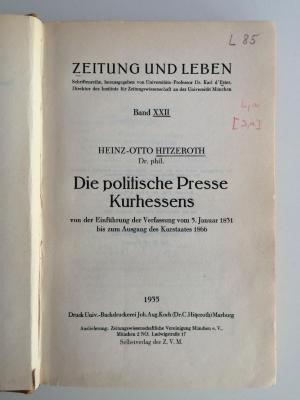 L 85
ZEITUNG UND LEBEN
Schriftenreihe, herausgegeben von Universitäts-Professor Dr. Karl d'Ester,
Direktor des Instituts für Zeitungswissenschaft an der Universität München
Band XXII
HEINZ-OTTO HITZEROTH
Dr. phil.
Die politische Presse
Kurhessens
von der Einführung der Verfassung vom 5. Januar 1831
bis zum Ausgang des Kurstaates 1866
1935
Druck Univ.-Buchdruckerei Joh. Aug. Koch (Dr. C. Hitzeroth) Marburg
Auslieferung: Zeitungswissenschaftliche Vereinigung München e. V.,
München 2 NO, Ludwigstraße 17
Selbstverlag der Z. V. M.